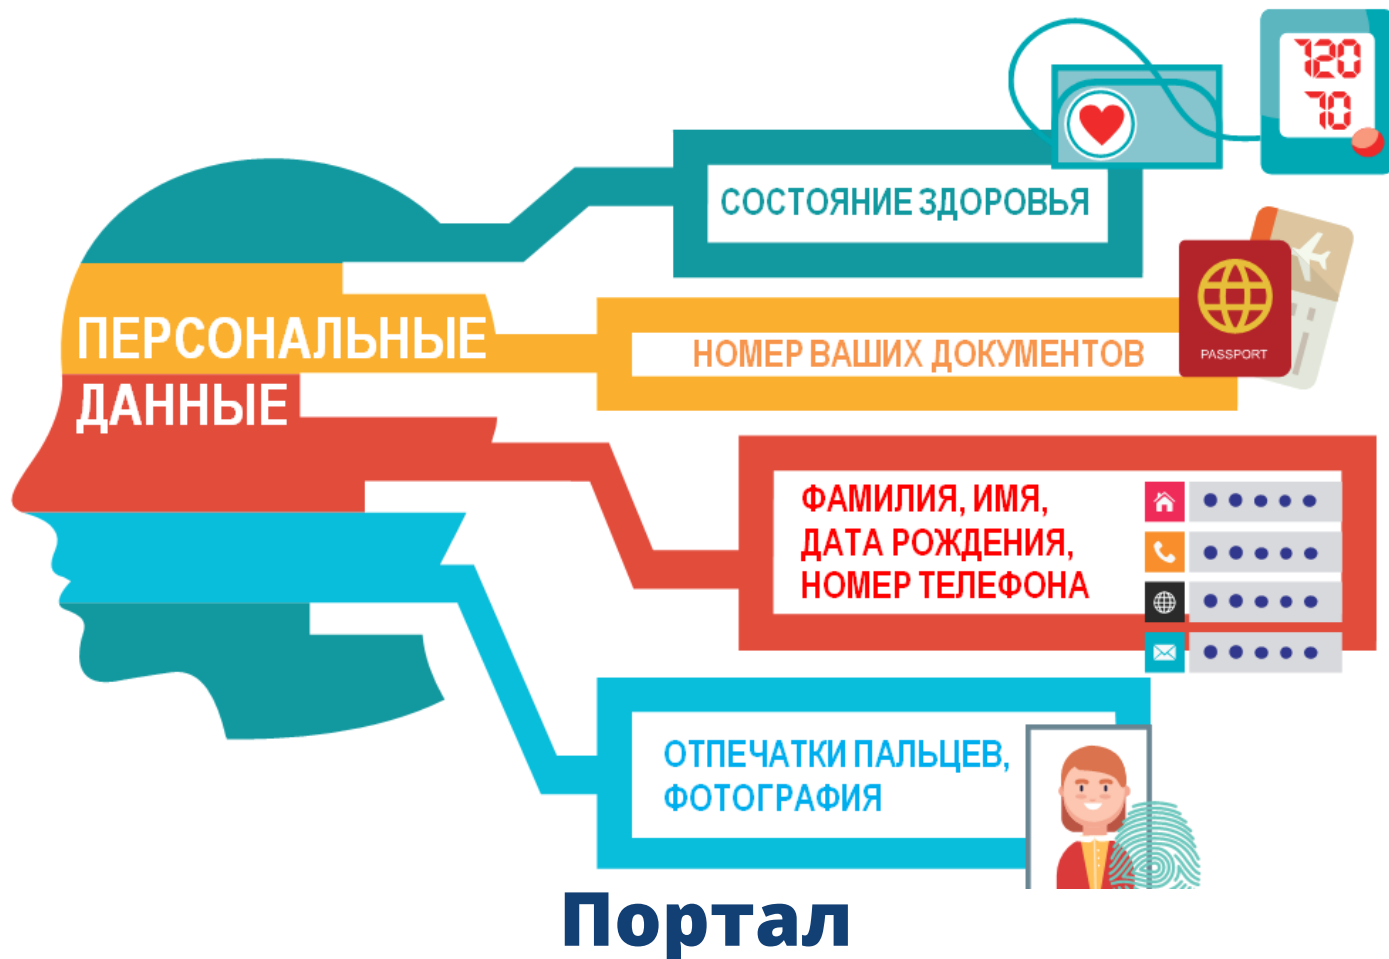 120
70
СОСТОЯНИЕ ЗДОРОВЬЯ
ПЕРСОНАЛЬНЫЕ
ДАННЫЕ
НОМЕР ВАШИХ ДОКУМЕНТОВ
PASSPORT
ФАМИЛИЯ, ИМЯ,
ДАТА РОЖДЕНИЯ,
НОМЕР ТЕЛЕФОНА
ОТПЕЧАТКИ ПАЛЬЦЕВ,
ФОТОГРАФИЯ
Портал